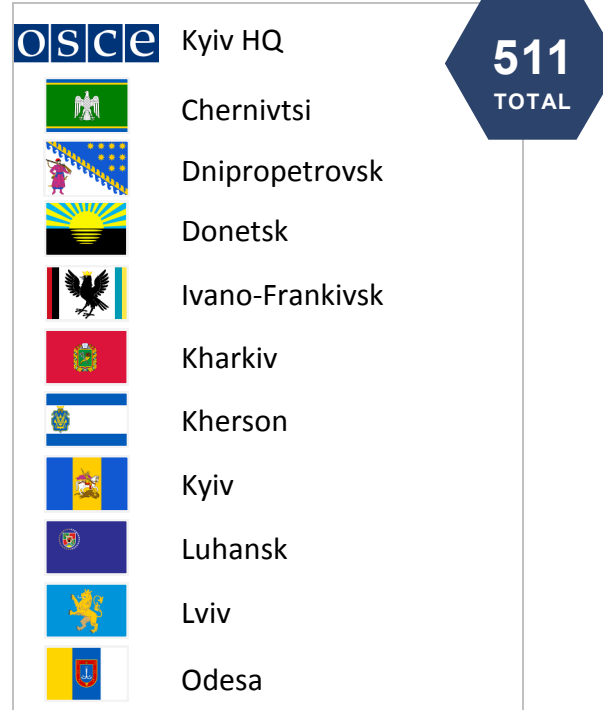 osce Kyiv HQ
511
TOTAL
Chernivtsi
Dnipropetrovsk
Donetsk
Ivano-Frankivsk
Kharkiv
Kherson
Kyiv
Luhansk
Lviv
Odesa